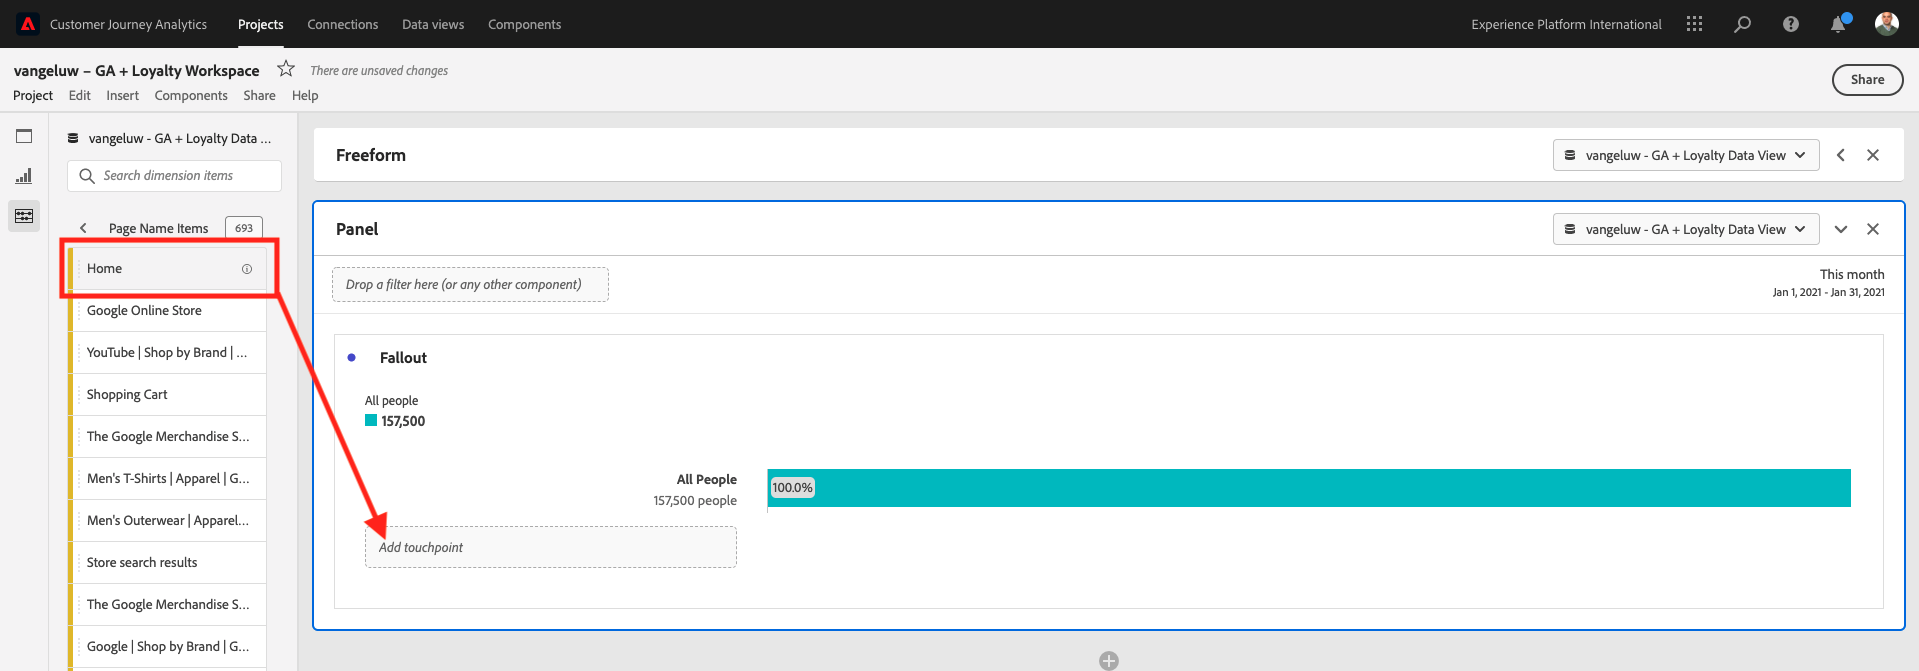 Customer Journey Analytics Projects Connections Data views Components Experience Platform International
vangeluw – GA + Loyalty Workspace There are unsaved changes
Share
Project Edit Insert Components Share Help
vangeluw - GA + Loyalty Data ...
Search dimension items
Page Name Items 693
Home
Google Online Store
YouTube | Shop by Brand | ...
Shopping Cart
The Google Merchandise S...
Men's T-Shirts | Apparel | G...
Men's Outerwear | Apparel...
Store search results
The Google Merchandise S...
Google | Shop by Brand | G...
Freeform vangeluw - GA + Loyalty Data View
Panel vangeluw - GA + Loyalty Data View
Drop a filter here (or any other component)
This month
Jan 1, 2021 - Jan 31, 2021
Fallout
All people
157,500
All People
157,500 people
100.0%
Add touchpoint